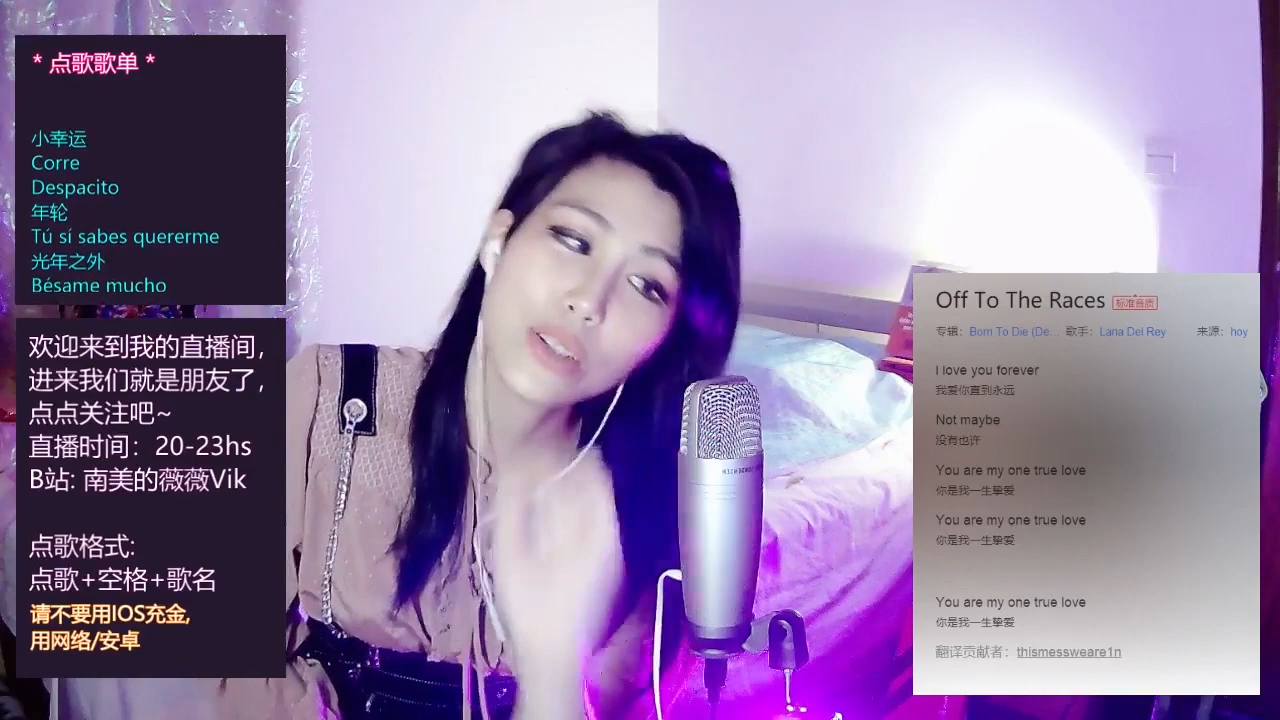 * 点歌歌单 *
小幸运
Corre
Despacito
年轮
Tú sí sabes quererme
光年之外
Bésame mucho
欢迎来到我的直播间，
进来我们就是朋友了，
点点关注吧~
直播时间：20-23hs
B站: 南美的薇薇Vik
点歌格式:
点歌+空格+歌名
请不要用IOS充金,
用网络/安卓
Off To The Races 标准音质
专辑：Born To Die (De... 歌手：Lana Del Rey 来源：hoy
I love you forever
我爱你直到永远
Not maybe
没有也许
You are my one true love
你是我一生挚爱
You are my one true love
你是我一生挚爱
You are my one true love
你是我一生挚爱
翻译贡献者：thismessweare1n